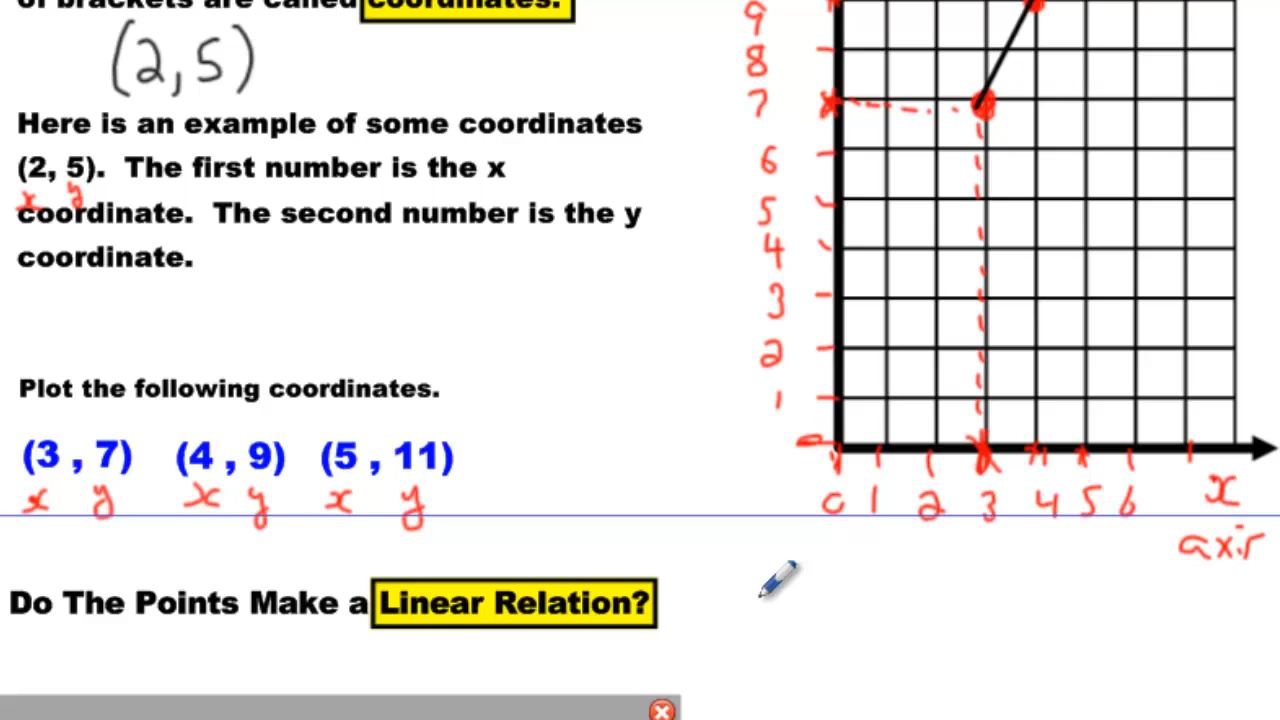 of brackets are called coordinates.
(2,5)
Here is an example of some coordinates
(2, 5). The first number is the x
x y
coordinate. The second number is the y
coordinate.
Plot the following coordinates.
(3 , 7) (4 , 9) (5 , 11)
x y x y x y
Do The Points Make a Linear Relation?
9
8
7
6
5
4
3
2
1
0
0 1 2 3 4 5 6 x
axis